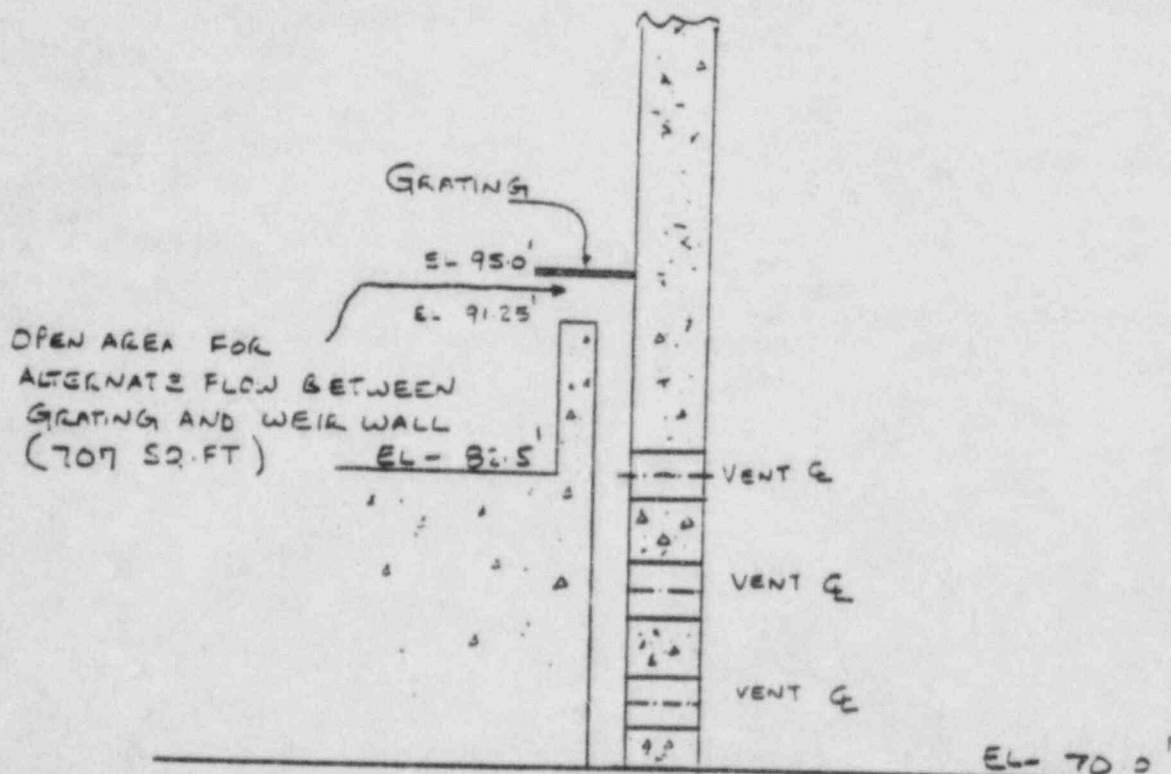 GRATING
EL- 95.0'
EL- 91.25'
OPEN AREA FOR
ALTERNATE FLOW BETWEEN
GRATING AND WEIR WALL
(707 SQ.FT)
EL- 82.5'
VENT ℄
VENT ℄
VENT ℄
EL- 70.0'